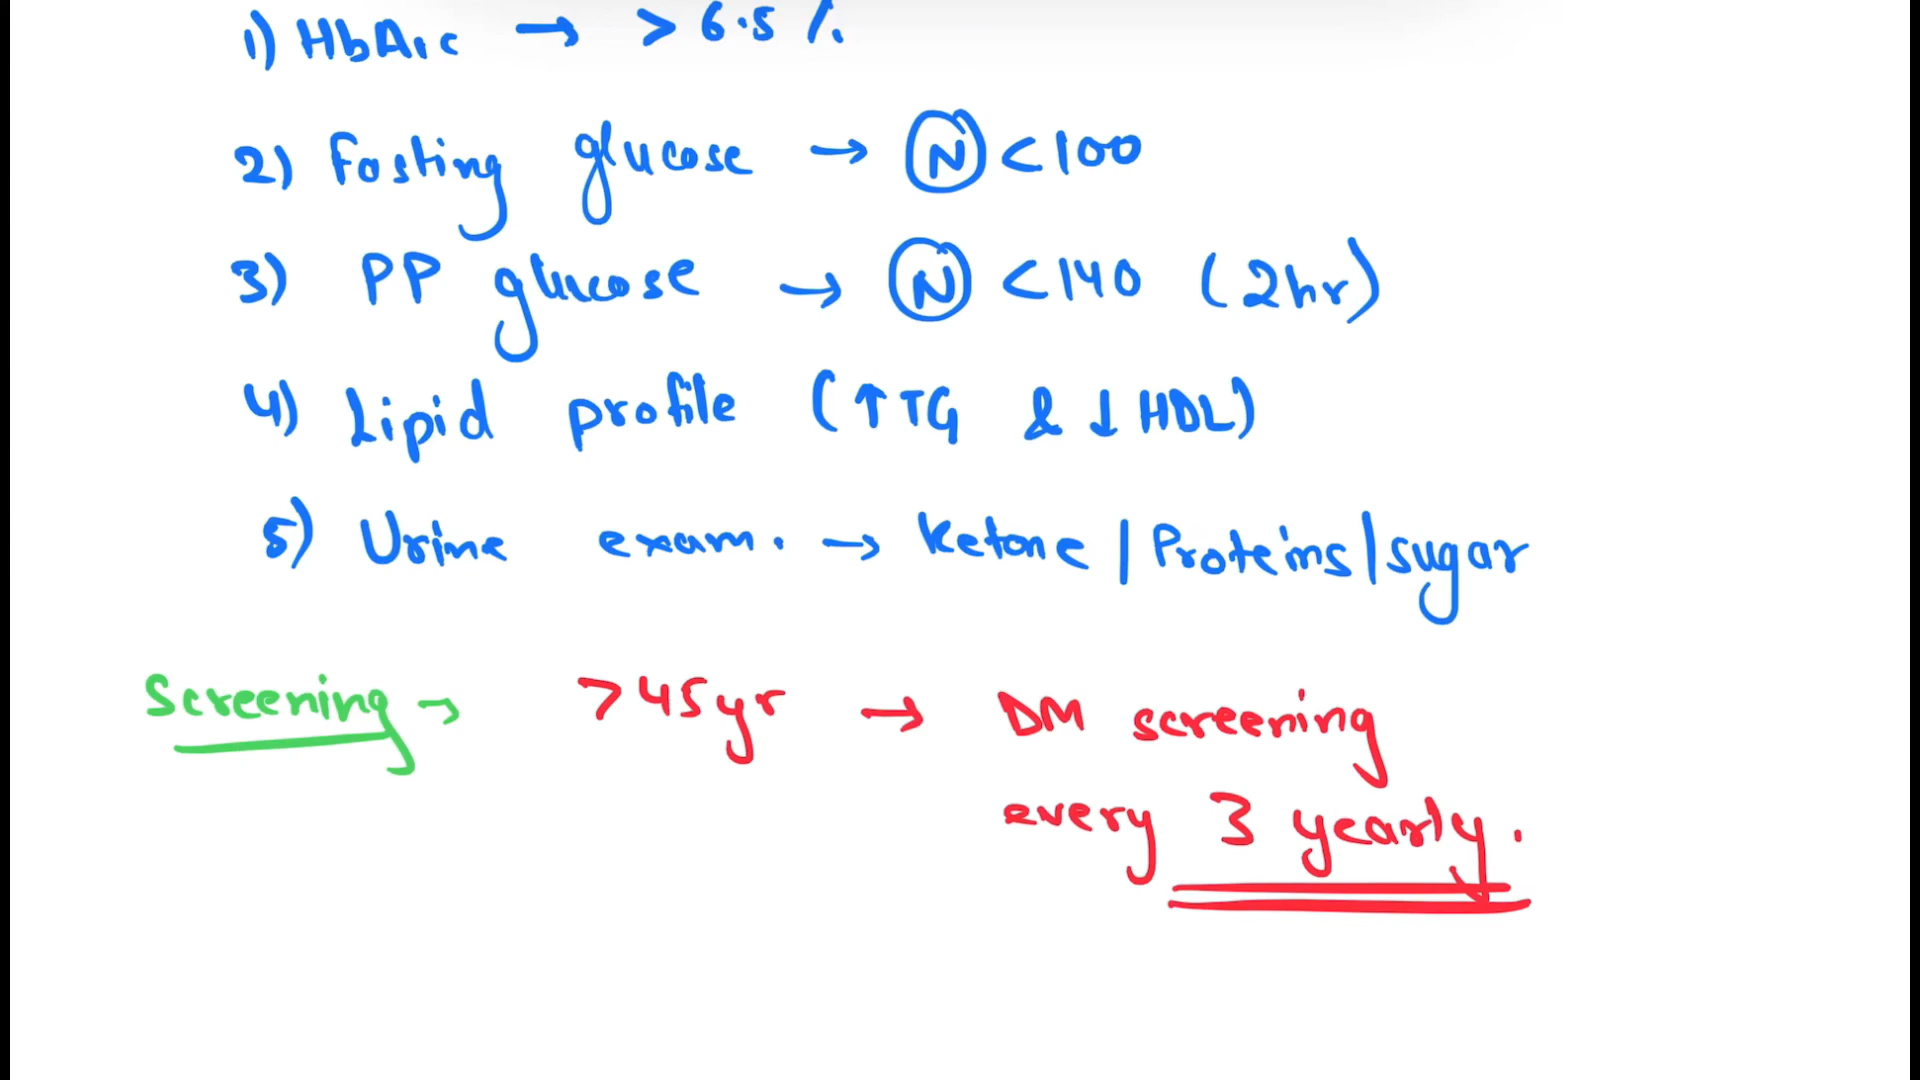 1) HbA1c → > 6.5 %.
2) Fasting glucose → N < 100
3) PP glucose → N < 140 (2hr)
4) Lipid profile (↑TG & ↓ HDL)
5) Urine exam. → Ketone | Proteins | sugar
Screening → >45yr → DM screening
every 3 yearly.